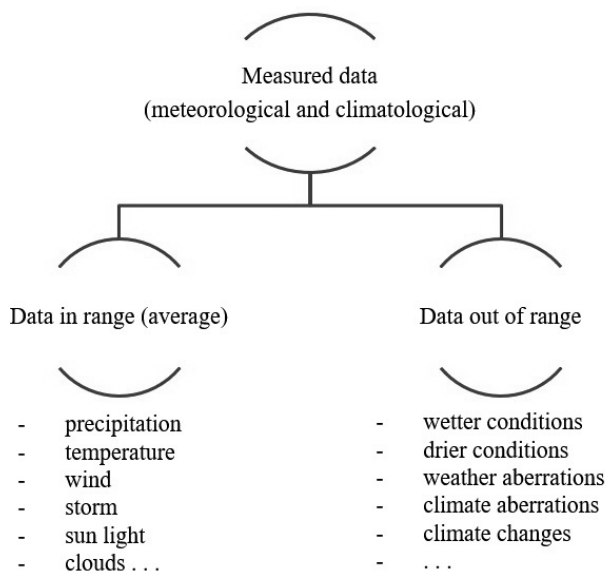 Measured data
(meteorological and climatological)
Data in range (average)
- precipitation
- temperature
- wind
- storm
- sun light
- clouds . . .
Data out of range
- wetter conditions
- drier conditions
- weather aberrations
- climate aberrations
- climate changes
- . . .